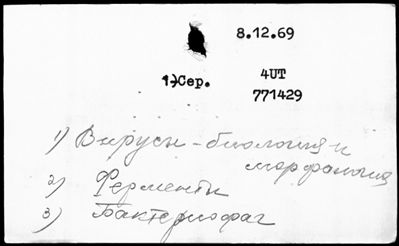 8.12.69
1) Сер. 4UT
771429
1) Вирусы - биология и
морфология
2) Ферменты
3) Бактериофаг